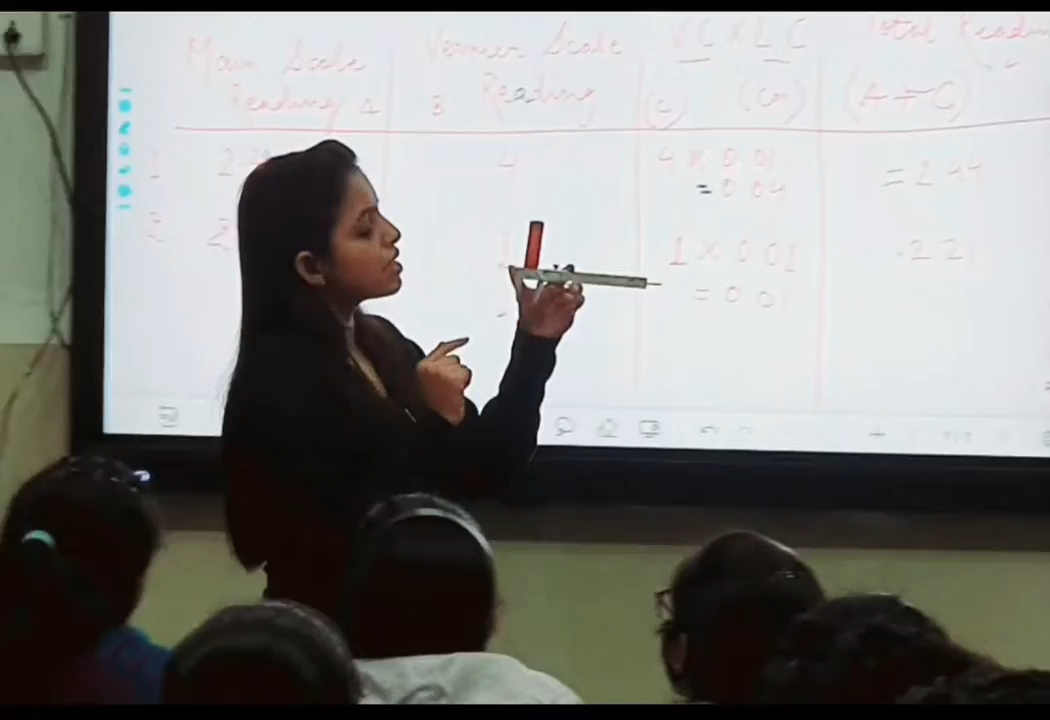 Main Scale
Reading A
Vernier Scale
B Reading
VC X LC
(C) (cm)
Total Reading
(A + C)
1
4
4 X 0.01
= 0.04
= 2.44
2
1 X 0.01
= 0.01
2.21